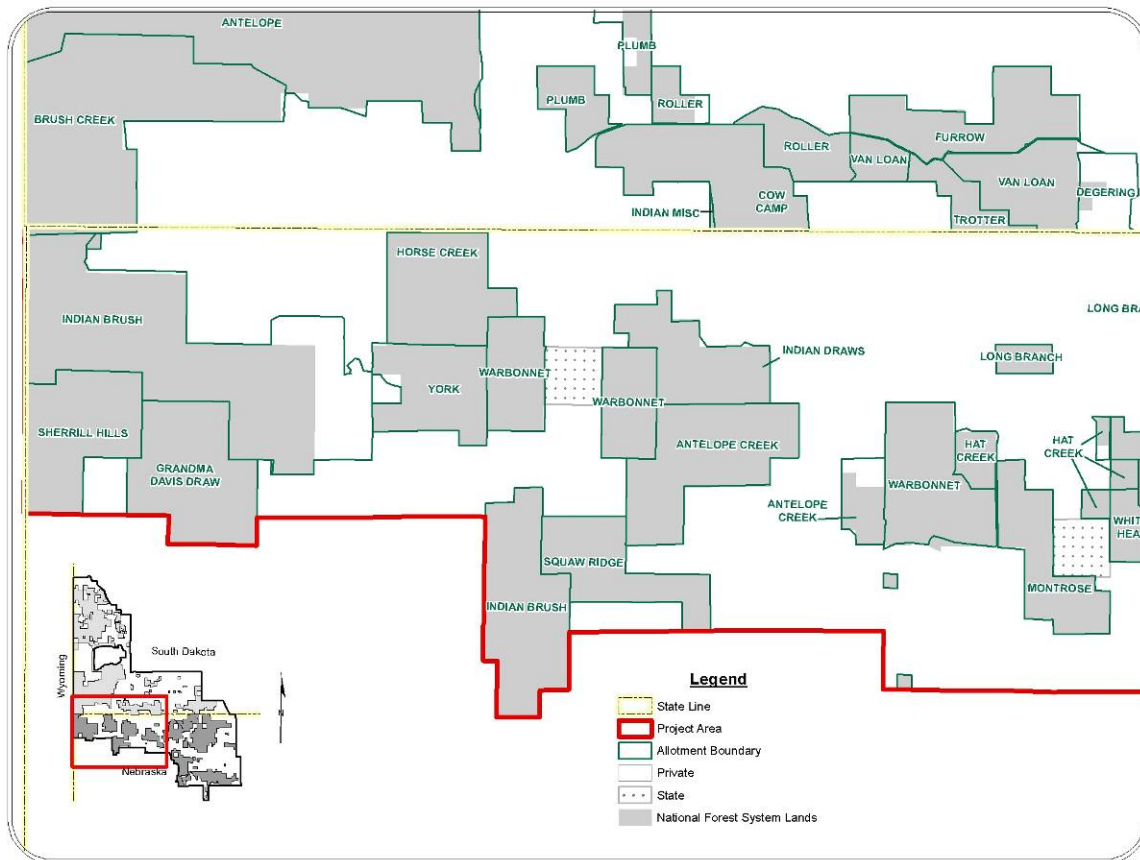 ANTELOPE
PLUMB
PLUMB
ROLLER
BRUSH CREEK
FURROW
ROLLER
VAN LOAN
VAN LOAN
DEGERING
COW
CAMP
INDIAN MISC
TROTTER
HORSE CREEK
INDIAN BRUSH
LONG BRA
INDIAN DRAWS
LONG BRANCH
WARBONNET
YORK
WARBONNET
SHERRILL HILLS
ANTELOPE CREEK
HAT
CREEK
HAT
CREEK
GRANDMA
DAVIS DRAW
WARBONNET
ANTELOPE
CREEK
WHIT
HEA
SQUAW RIDGE
MONTROSE
INDIAN BRUSH
Wyoming
South Dakota
Nebraska
N
Legend
State Line
Project Area
Allotment Boundary
Private
State
National Forest System Lands